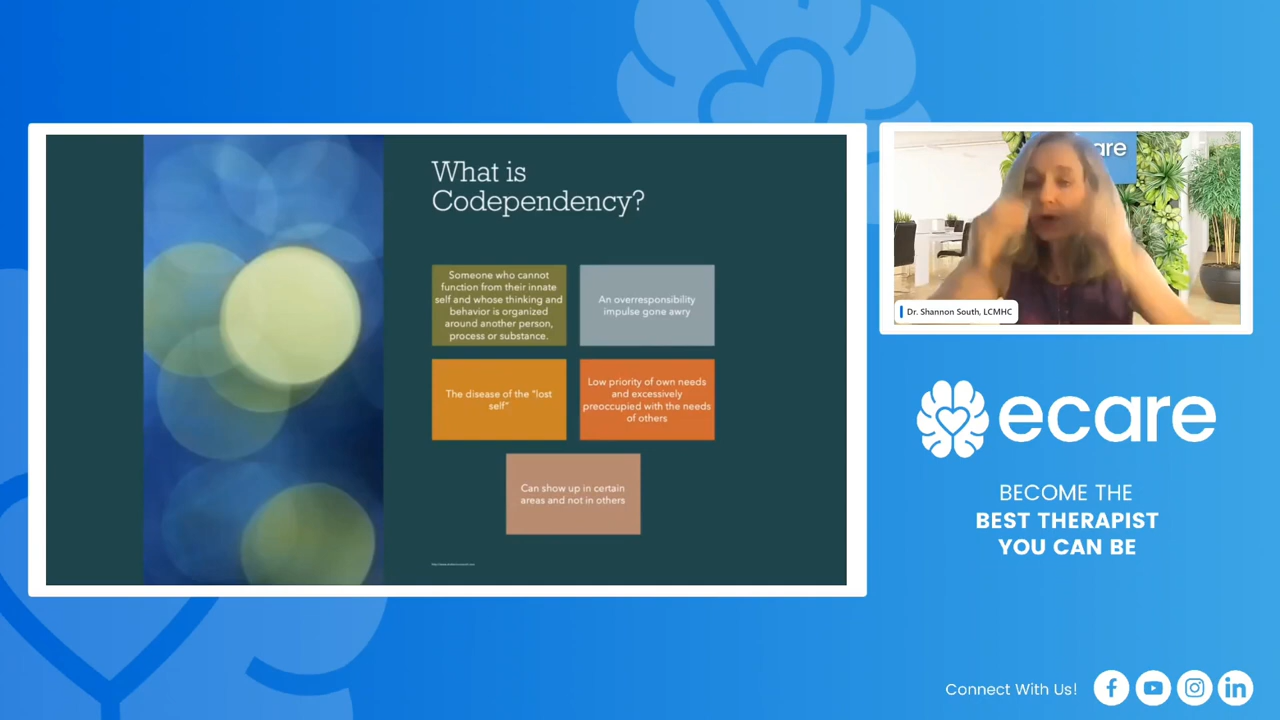 What is
Codependency?
Someone who cannot
function from their innate
self and whose thinking and
behavior is organized
around another person,
process or substance.
An overresponsibility
impulse gone awry
The disease of the "lost
self"
Low priority of own needs
and excessively
preoccupied with the needs
of others
Can show up in certain
areas and not in others
are
Dr. Shannon South, LCMHC
ecare
BECOME THE
BEST THERAPIST
YOU CAN BE
Connect With Us!